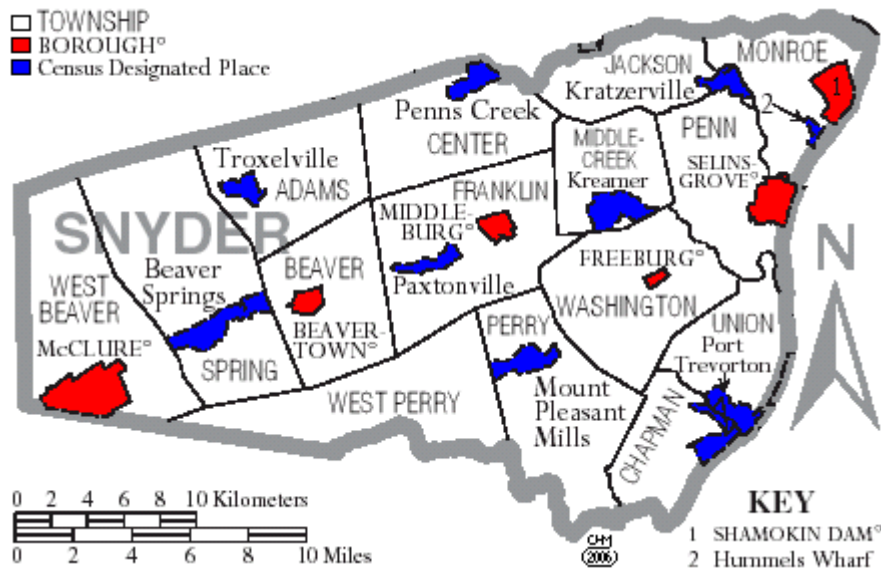 TOWNSHIP
BOROUGH°
Census Designated Place
MONROE
JACKSON
Kratzerville
1
2
Penns Creek
CENTER
MIDDLE-
CREEK
Kreamer
PENN
SELINS-
GROVE°
Troxelville
ADAMS
FRANKLIN
MIDDLE-
BURG°
Paxtonville
SNYDER
N
WEST
BEAVER
Beaver
Springs
BEAVER
BEAVER-
TOWN°
FREEBURG°
WASHINGTON
McCLURE°
SPRING
PERRY
UNION
Port
Trevorton
WEST PERRY
Mount
Pleasant
Mills
CHAPMAN
0 2 4 6 8 10 Kilometers
0 2 4 6 8 10 Miles
CHM
(2006)
KEY
1 SHAMOKIN DAM°
2 Hummels Wharf